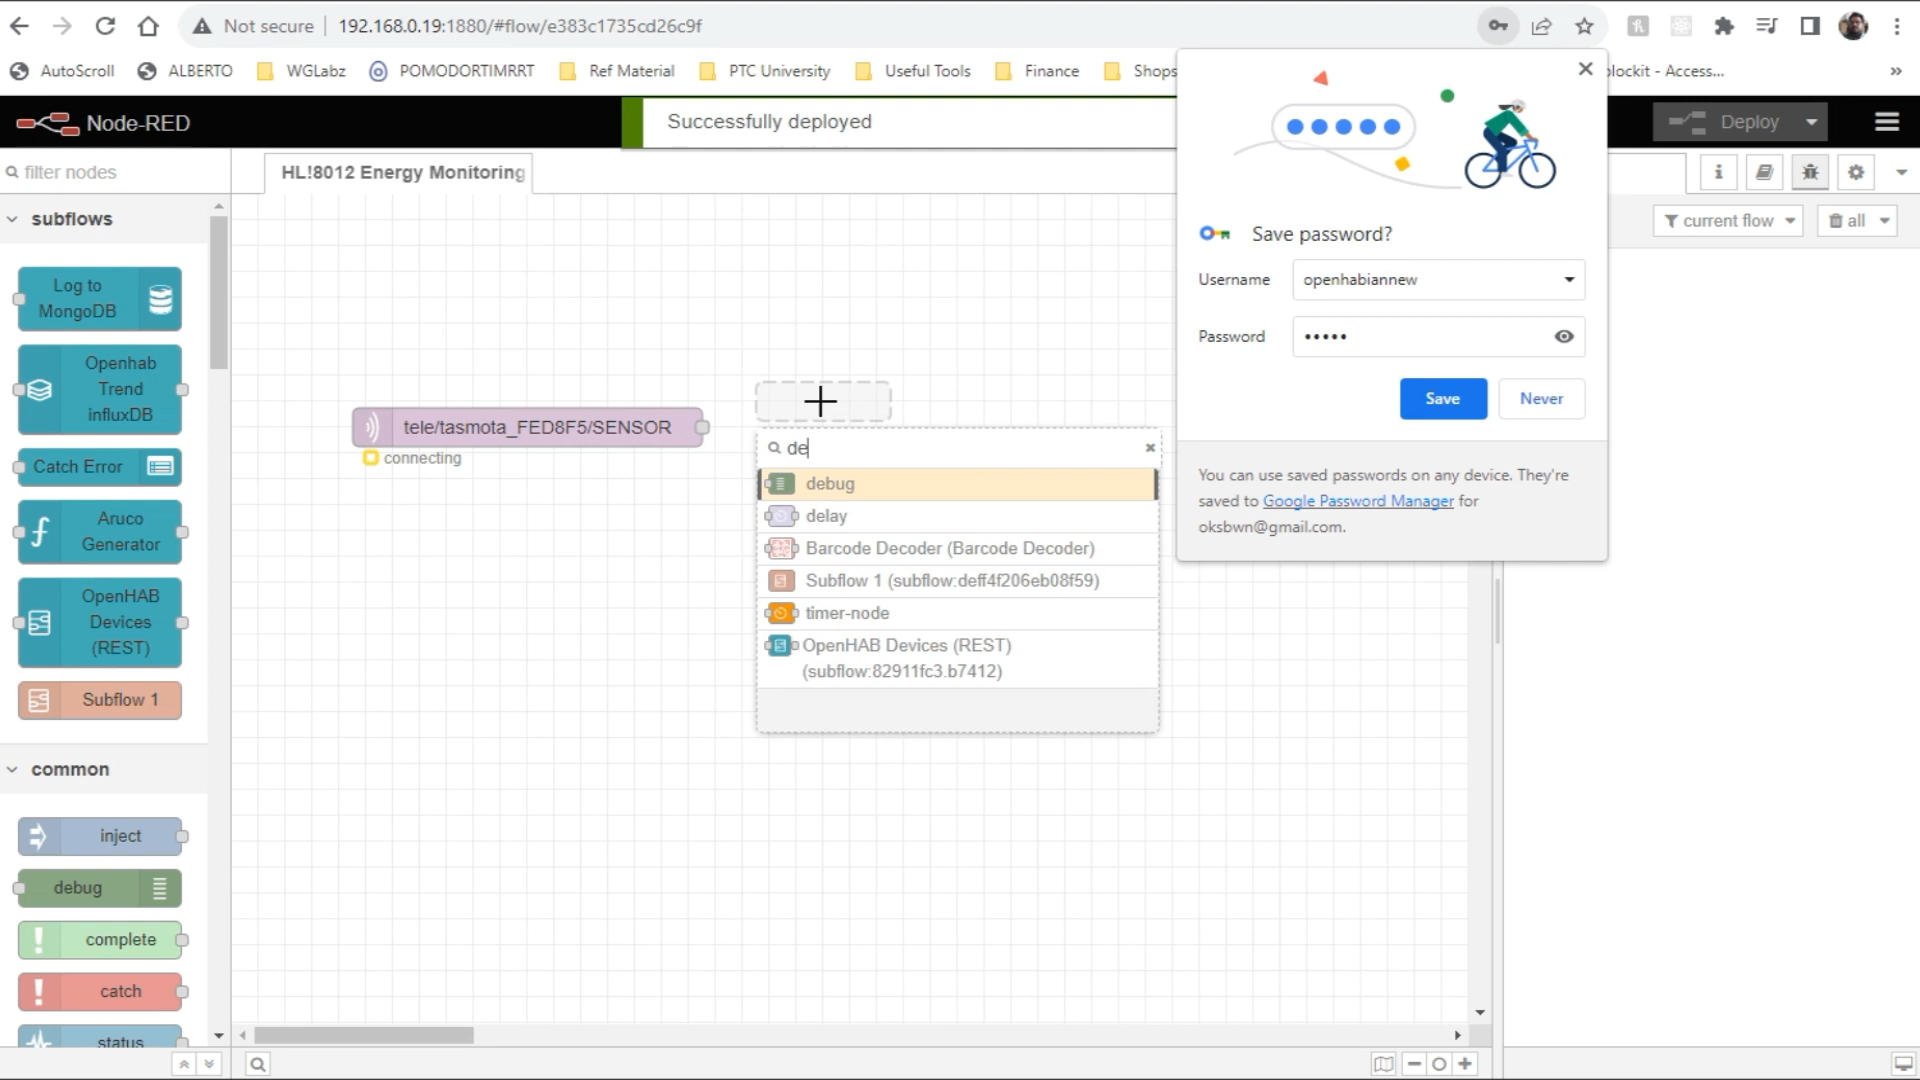 Not secure
192.168.0.19:1880/#flow/e383c1735cd26c9f
AutoScroll
ALBERTO
WGLabz
POMODORTIMRRT
Ref Material
PTC University
Useful Tools
Finance
Shops
lockit - Access...
»
Node-RED
Successfully deployed
Deploy
filter nodes
HL!8012 Energy Monitoring
current flow
all
subflows
Log to
MongoDB
Openhab
Trend
influxDB
Catch Error
Aruco
Generator
OpenHAB
Devices
(REST)
Subflow 1
common
inject
debug
complete
catch
status
tele/tasmota_FED8F5/SENSOR
connecting
de
debug
delay
Barcode Decoder (Barcode Decoder)
Subflow 1 (subflow:deff4f206eb08f59)
timer-node
OpenHAB Devices (REST)
(subflow:82911fc3.b7412)
Save password?
Username
openhabiannew
Password
•••••
Save
Never
You can use saved passwords on any device. They're
saved to Google Password Manager for
oksbwn@gmail.com.